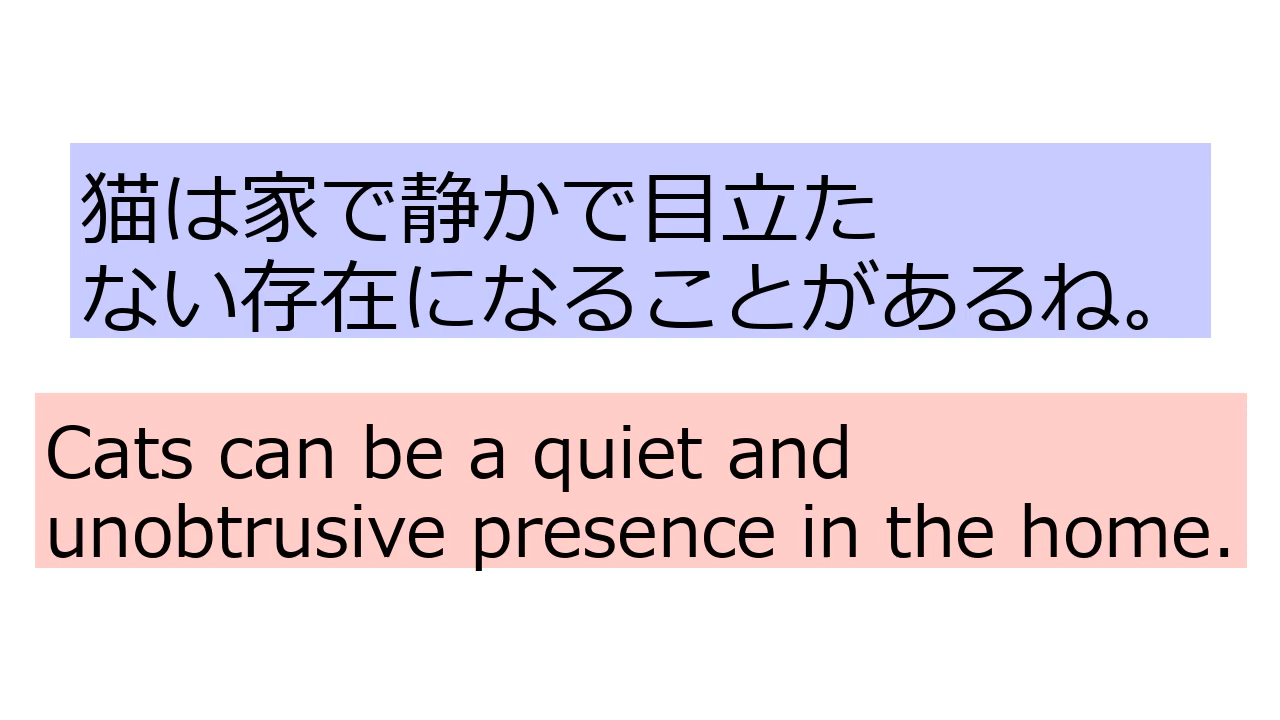 猫は家で静かで目立た
ない存在になることがあるね。
Cats can be a quiet and
unobtrusive presence in the home.